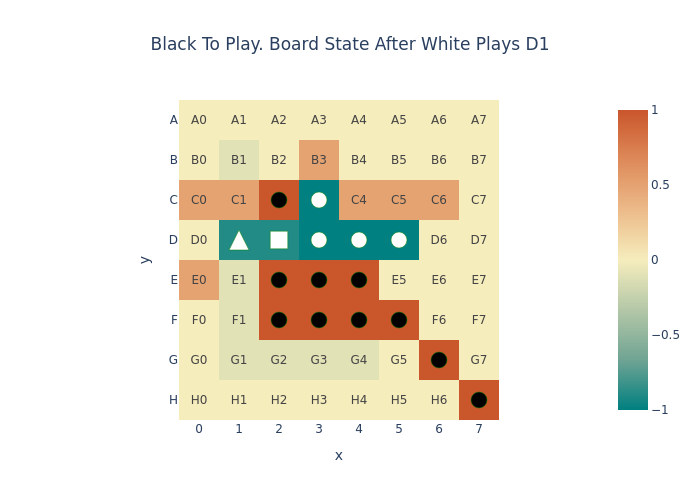 Black To Play. Board State After White Plays D1
A A0 A1 A2 A3 A4 A5 A6 A7
B B0 B1 B2 B3 B4 B5 B6 B7
C C0 C1 C4 C5 C6 C7
D D0 D6 D7
E E0 E1 E5 E6 E7
F F0 F1 F6 F7
G G0 G1 G2 G3 G4 G5 G7
H H0 H1 H2 H3 H4 H5 H6
0 1 2 3 4 5 6 7
x
y
1
0.5
0
−0.5
−1